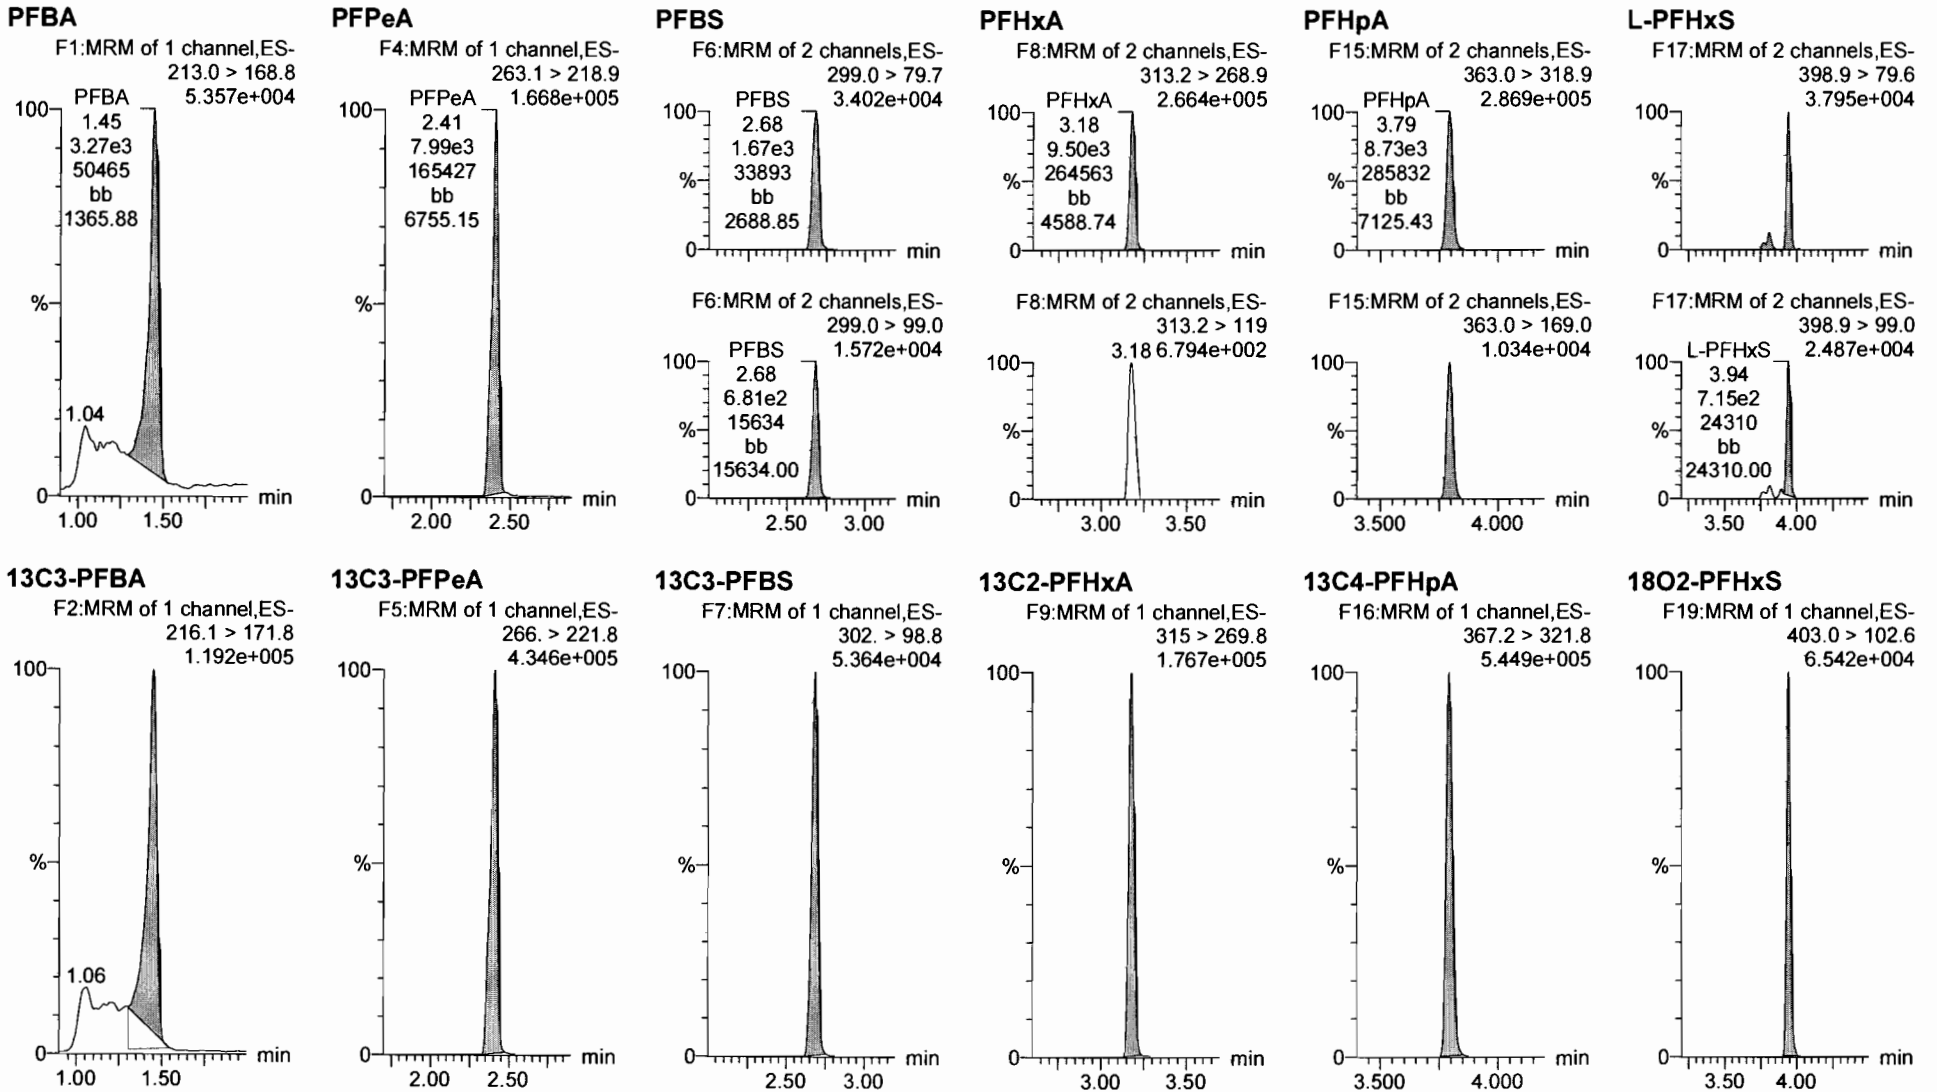 PFBA
F1:MRM of 1 channel,ES-
213.0 > 168.8
5.357e+004
100
PFBA
1.45
3.27e3
50465
bb
1365.88
%
1.04
0
min
1.00 1.50
PFPeA
F4:MRM of 1 channel,ES-
263.1 > 218.9
1.668e+005
100
PFPeA
2.41
7.99e3
165427
bb
6755.15
%
0
min
2.00 2.50
PFBS
F6:MRM of 2 channels,ES-
299.0 > 79.7
3.402e+004
100
PFBS
2.68
1.67e3
33893
bb
2688.85
%
0
min
F6:MRM of 2 channels,ES-
299.0 > 99.0
1.572e+004
100
PFBS
2.68
6.81e2
15634
bb
15634.00
%
0
min
2.50 3.00
PFHxA
F8:MRM of 2 channels,ES-
313.2 > 268.9
2.664e+005
100
PFHxA
3.18
9.50e3
264563
bb
4588.74
%
0
min
F8:MRM of 2 channels,ES-
313.2 > 119
3.18 6.794e+002
100
%
0
min
3.00 3.50
PFHpA
F15:MRM of 2 channels,ES-
363.0 > 318.9
2.869e+005
100
PFHpA
3.79
8.73e3
285832
bb
7125.43
%
0
min
F15:MRM of 2 channels,ES-
363.0 > 169.0
1.034e+004
100
%
0
min
3.500 4.000
L-PFHxS
F17:MRM of 2 channels,ES-
398.9 > 79.6
3.795e+004
100
%
0
min
F17:MRM of 2 channels,ES-
398.9 > 99.0
2.487e+004
100
L-PFHxS
3.94
7.15e2
24310
bb
24310.00
%
0
min
3.50 4.00
13C3-PFBA
F2:MRM of 1 channel,ES-
216.1 > 171.8
1.192e+005
100
%
1.06
0
min
1.00 1.50
13C3-PFPeA
F5:MRM of 1 channel,ES-
266. > 221.8
4.346e+005
100
%
0
min
2.00 2.50
13C3-PFBS
F7:MRM of 1 channel,ES-
302. > 98.8
5.364e+004
100
%
0
min
2.50 3.00
13C2-PFHxA
F9:MRM of 1 channel,ES-
315 > 269.8
1.767e+005
100
%
0
min
3.00 3.50
13C4-PFHpA
F16:MRM of 1 channel,ES-
367.2 > 321.8
5.449e+005
100
%
0
min
3.500 4.000
18O2-PFHxS
F19:MRM of 1 channel,ES-
403.0 > 102.6
6.542e+004
100
%
0
min
3.50 4.00